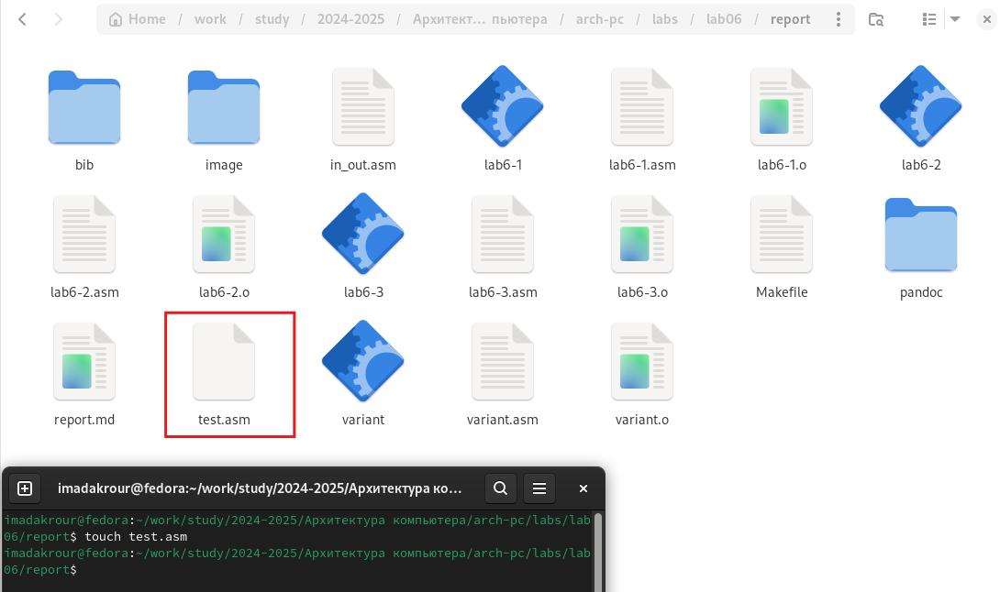 Home / work / study / 2024-2025 / Архитект… пьютера / arch-pc / labs / lab06 / report
bib
image
in_out.asm
lab6-1
lab6-1.asm
lab6-1.o
lab6-2
lab6-2.asm
lab6-2.o
lab6-3
lab6-3.asm
lab6-3.o
Makefile
pandoc
report.md
test.asm
variant
variant.asm
variant.o
imadakrour@fedora:~/work/study/2024-2025/Архитектура ко...
imadakrour@fedora:~/work/study/2024-2025/Архитектура компьютера/arch-pc/labs/lab
06/report$ touch test.asm
imadakrour@fedora:~/work/study/2024-2025/Архитектура компьютера/arch-pc/labs/lab
06/report$